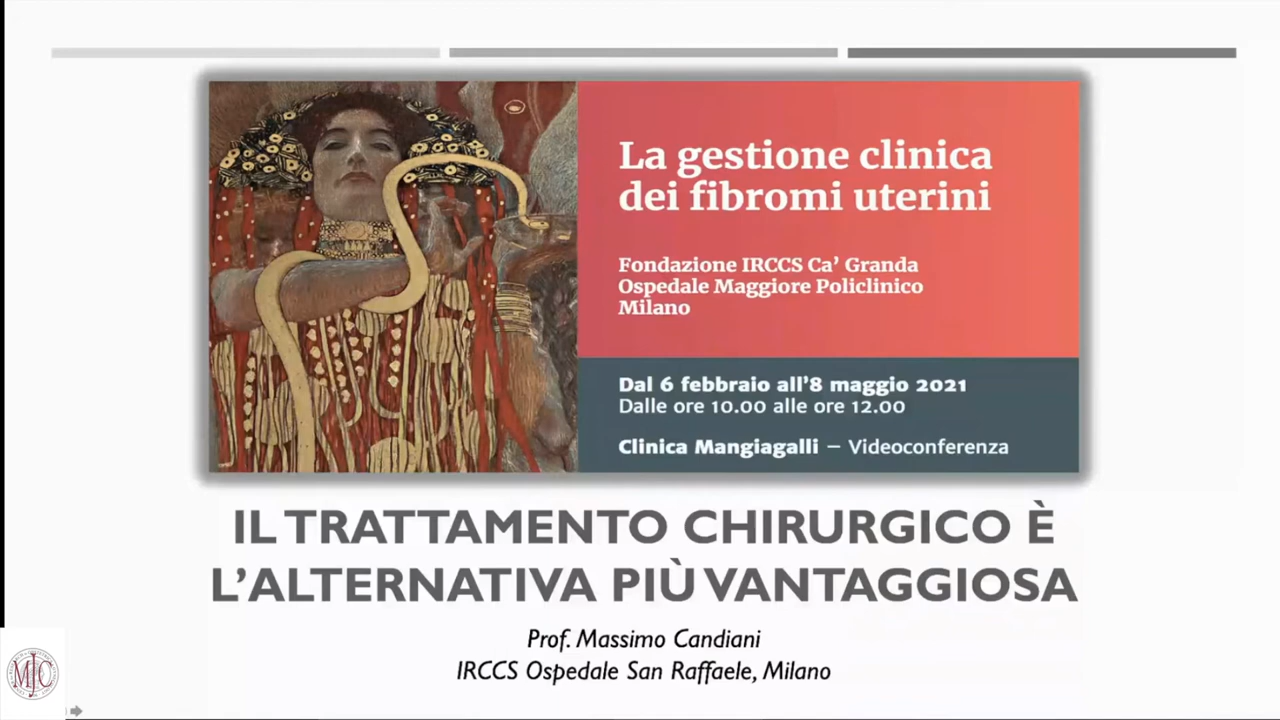 La gestione clinica
dei fibromi uterini
Fondazione IRCCS Ca' Granda
Ospedale Maggiore Policlinico
Milano
Dal 6 febbraio all'8 maggio 2021
Dalle ore 10.00 alle ore 12.00
Clinica Mangiagalli – Videoconferenza
IL TRATTAMENTO CHIRURGICO È
L'ALTERNATIVA PIÙ VANTAGGIOSA
Prof. Massimo Candiani
IRCCS Ospedale San Raffaele, Milano
MJC